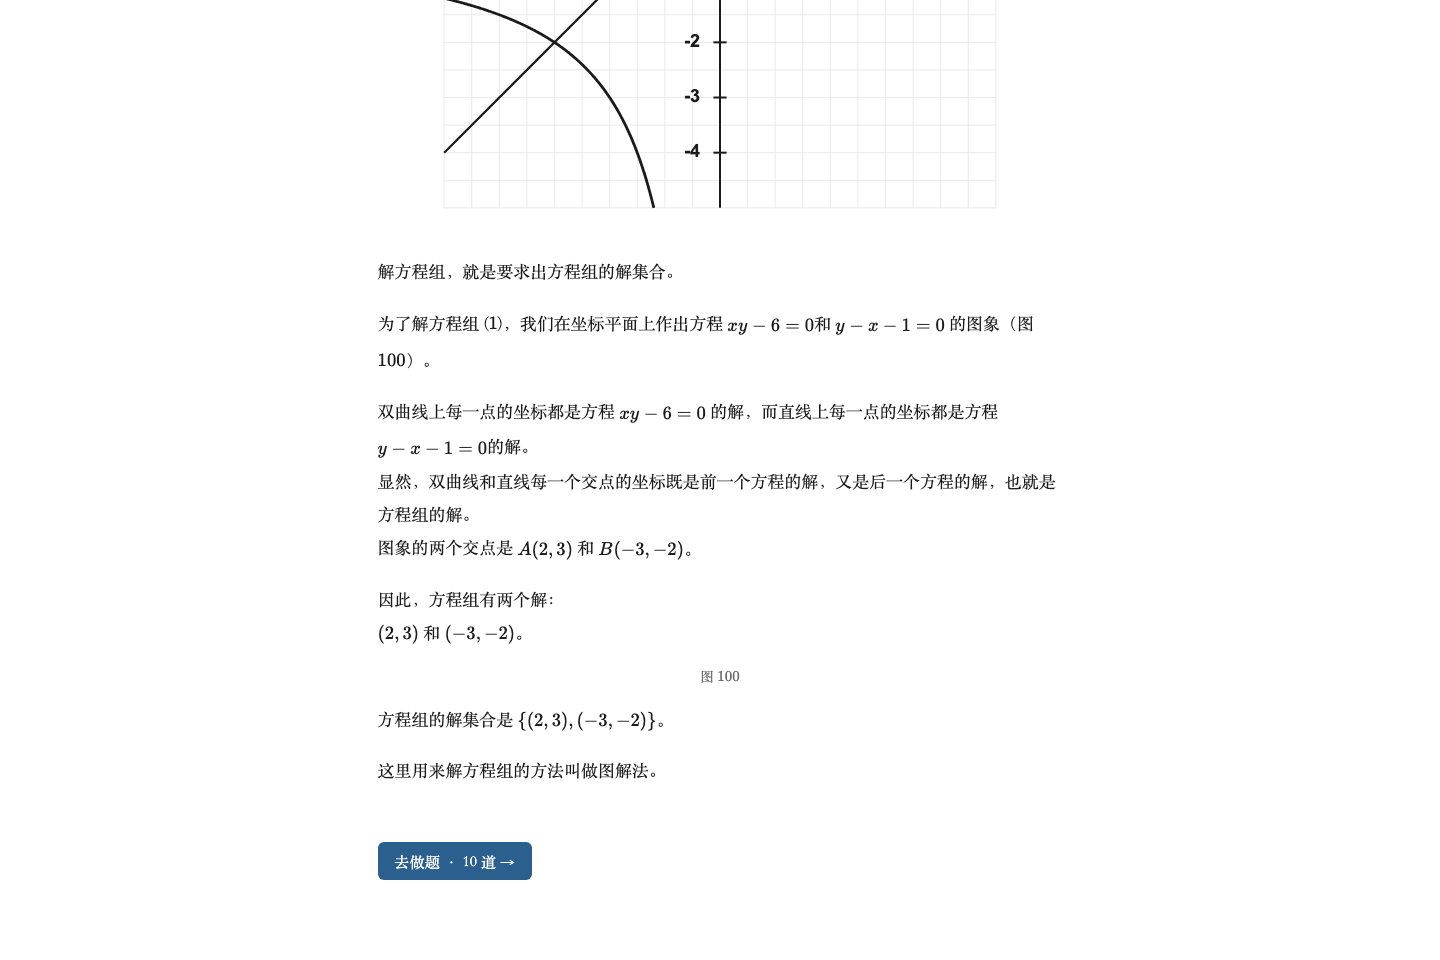 -2
-3
-4
解方程组，就是要求出方程组的解集合。
为了解方程组 (1)，我们在坐标平面上作出方程 xy − 6 = 0和 y − x − 1 = 0 的图象（图
100）。
双曲线上每一点的坐标都是方程 xy − 6 = 0 的解，而直线上每一点的坐标都是方程
y − x − 1 = 0的解。
显然，双曲线和直线每一个交点的坐标既是前一个方程的解，又是后一个方程的解，也就是
方程组的解。
图象的两个交点是 A(2, 3) 和 B(−3, −2)。
因此，方程组有两个解：
(2, 3) 和 (−3, −2)。
图 100
方程组的解集合是 {(2, 3), (−3, −2)}。
这里用来解方程组的方法叫做图解法。
去做题 · 10 道 →